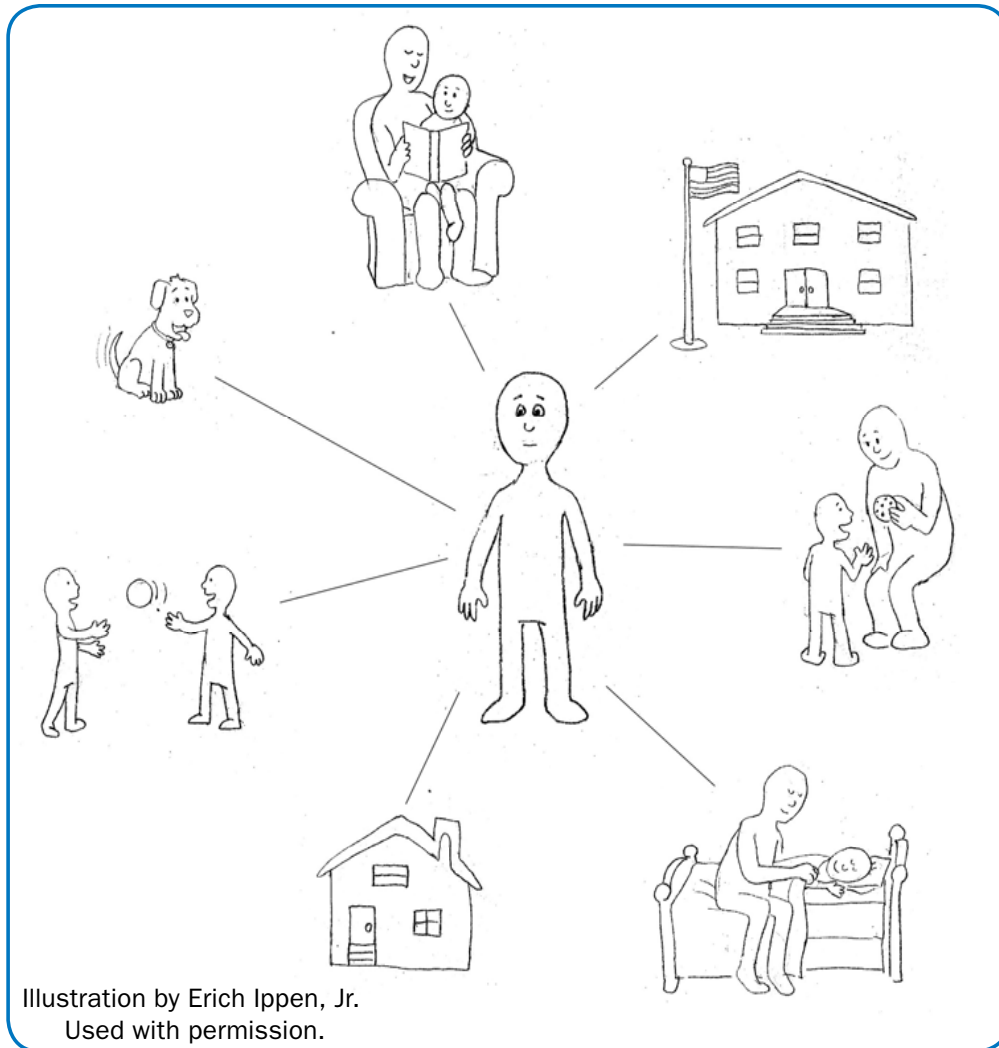 Illustration by Erich Ippen, Jr.
Used with permission.